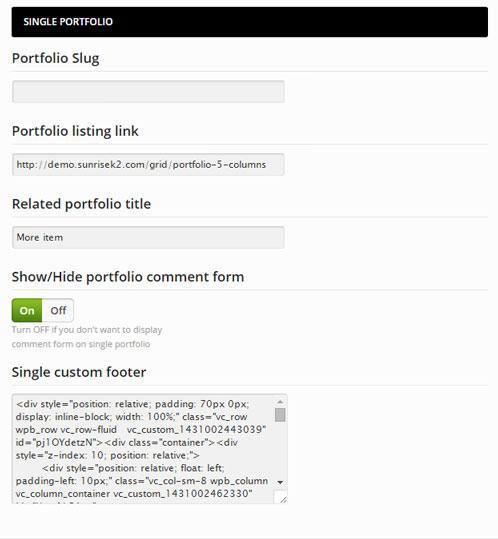 SINGLE PORTFOLIO
Portfolio Slug
Portfolio listing link
http://demo.sunrisek2.com/grid/portfolio-5-columns
Related portfolio title
More item
Show/Hide portfolio comment form
On Off
Turn OFF if you don't want to display
comment form on single portfolio
Single custom footer
<div style="position: relative; padding: 70px 0px;
display: inline-block; width: 100%;" class="vc_row
wpb_row vc_row-fluid vc_custom_1431002443039"
id="pj1OYdetzN"><div class="container"><div
style="z-index: 10; position: relative;">
<div style="position: relative; float: left;
padding-left: 10px;" class="vc_col-sm-8 wpb_column
vc_column_container vc_custom_1431002462330"